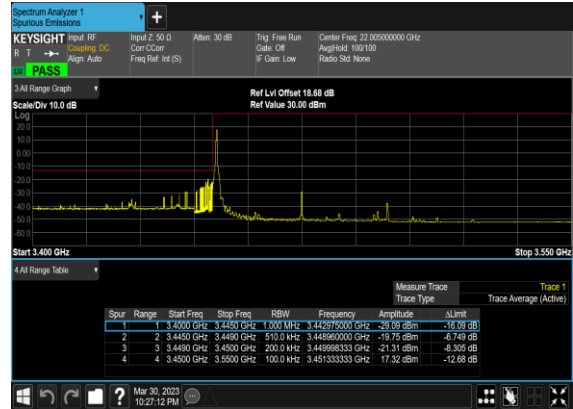 Spectrum Analyzer 1
Spurious Emissions
KEYSIGHT Input: RF Input Z: 50 Ω Atten: 30 dB Trig: Free Run Center Freq: 22.005000000 GHz
R T Coupling: DC Corr CCorr Gate: Off Avg|Hold: 100/100
Align: Auto Freq Ref: Int (S) IF Gain: Low Radio Std: None
PASS
3 All Range Graph
Ref Lvl Offset 18.68 dB
Scale/Div 10.0 dB Ref Value 30.00 dBm
Log
20.0
10.0
0.00
-10.0
-20.0
-30.0
-40.0
-50.0
-60.0
Start 3.400 GHz Stop 3.550 GHz
4 All Range Table
Measure Trace Trace 1
Trace Type Trace Average (Active)
Spur Range Start Freq Stop Freq RBW Frequency Amplitude ΔLimit
1 1 3.4000 GHz 3.4450 GHz 1.000 MHz 3.442975000 GHz -29.09 dBm -16.09 dB
2 2 3.4450 GHz 3.4490 GHz 510.0 kHz 3.448960000 GHz -19.75 dBm -6.749 dB
3 3 3.4490 GHz 3.4500 GHz 200.0 kHz 3.449998333 GHz -21.31 dBm -8.305 dB
4 4 3.4500 GHz 3.5500 GHz 100.0 kHz 3.451333333 GHz 17.32 dBm -12.68 dB
? Mar 30, 2023
10:27:12 PM